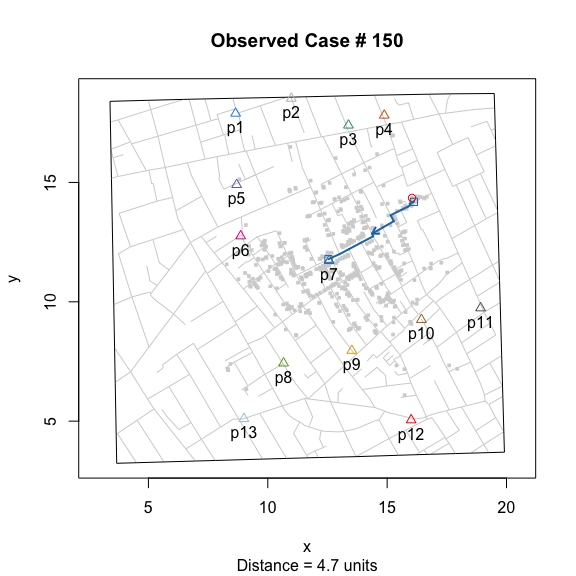 Observed Case # 150
p1
p2
p3
p4
p5
p6
p7
p8
p9
p10
p11
p12
p13
15
10
5
y
5
10
15
20
x
Distance = 4.7 units